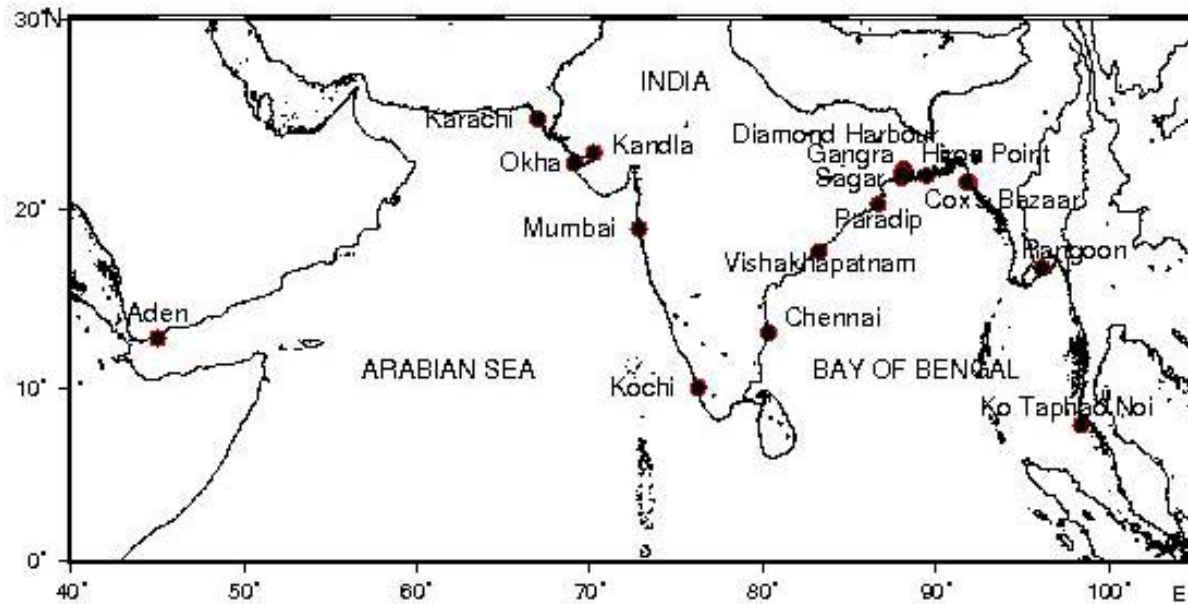 30°N
INDIA
Karachi
Diamond Harbour
Kandla
Okha
Gangra
Hiron Point
Sagar
Cox's Bazaar
20°
Paradip
Mumbai
Rangoon
Vishakhapatnam
Aden
Chennai
ARABIAN SEA
BAY OF BENGAL
10°
Kochi
Ko Taphao Noi
0°
40°
50°
60°
70°
80°
90°
100°
E